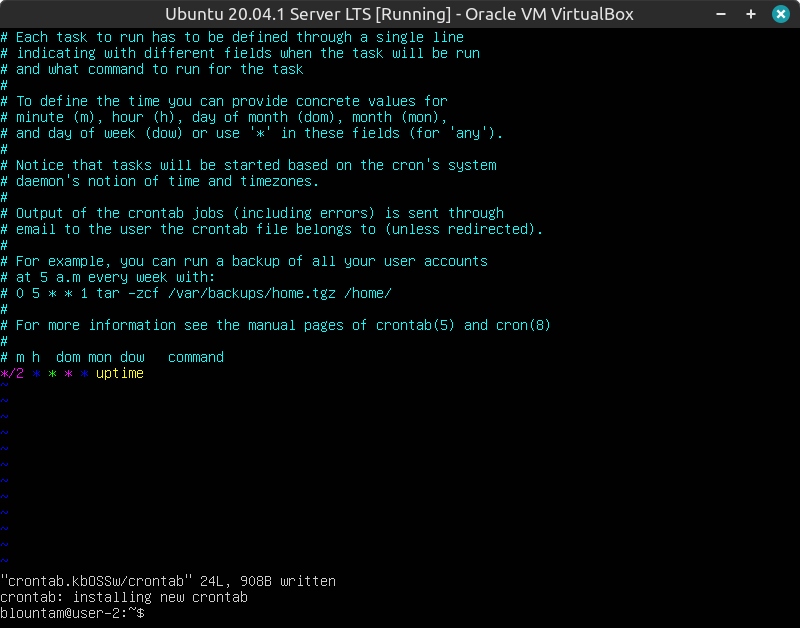 Ubuntu 20.04.1 Server LTS [Running] - Oracle VM VirtualBox
# Each task to run has to be defined through a single line
# indicating with different fields when the task will be run
# and what command to run for the task
#
# To define the time you can provide concrete values for
# minute (m), hour (h), day of month (dom), month (mon),
# and day of week (dow) or use '*' in these fields (for 'any').
#
# Notice that tasks will be started based on the cron's system
# daemon's notion of time and timezones.
#
# Output of the crontab jobs (including errors) is sent through
# email to the user the crontab file belongs to (unless redirected).
#
# For example, you can run a backup of all your user accounts
# at 5 a.m every week with:
# 0 5 * * 1 tar -zcf /var/backups/home.tgz /home/
#
# For more information see the manual pages of crontab(5) and cron(8)
#
# m h  dom mon dow   command
*/2 * * * * uptime
~
~
~
~
~
~
~
~
~
~
~
~
"crontab.kbOSSw/crontab" 24L, 908B written
crontab: installing new crontab
blountam@user-2:~$